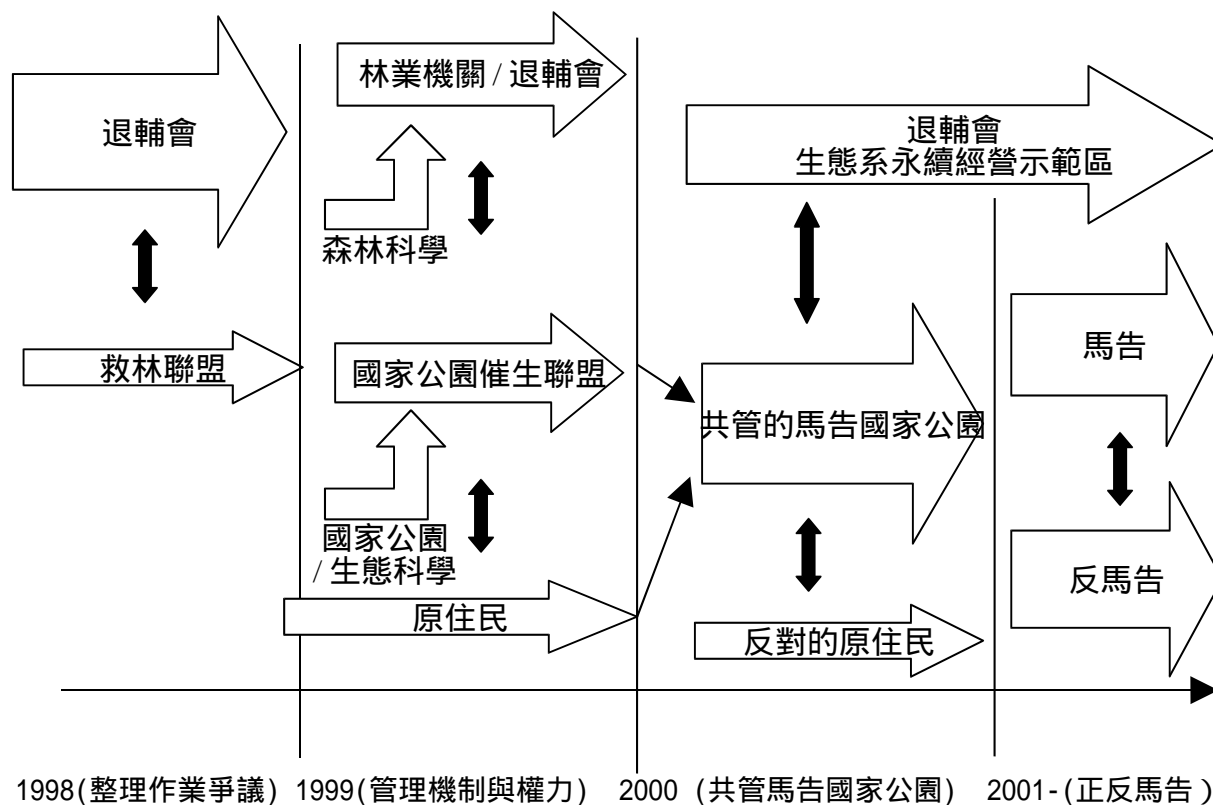 退輔會
林業機關/退輔會
退輔會
生態系永續經營示範區
森林科學
救林聯盟
國家公園催生聯盟
共管的馬告國家公園
馬告
國家公園
/生態科學
原住民
反對的原住民
反馬告
1998(整理作業爭議) 1999(管理機制與權力) 2000 (共管馬告國家公園) 2001-(正反馬告)